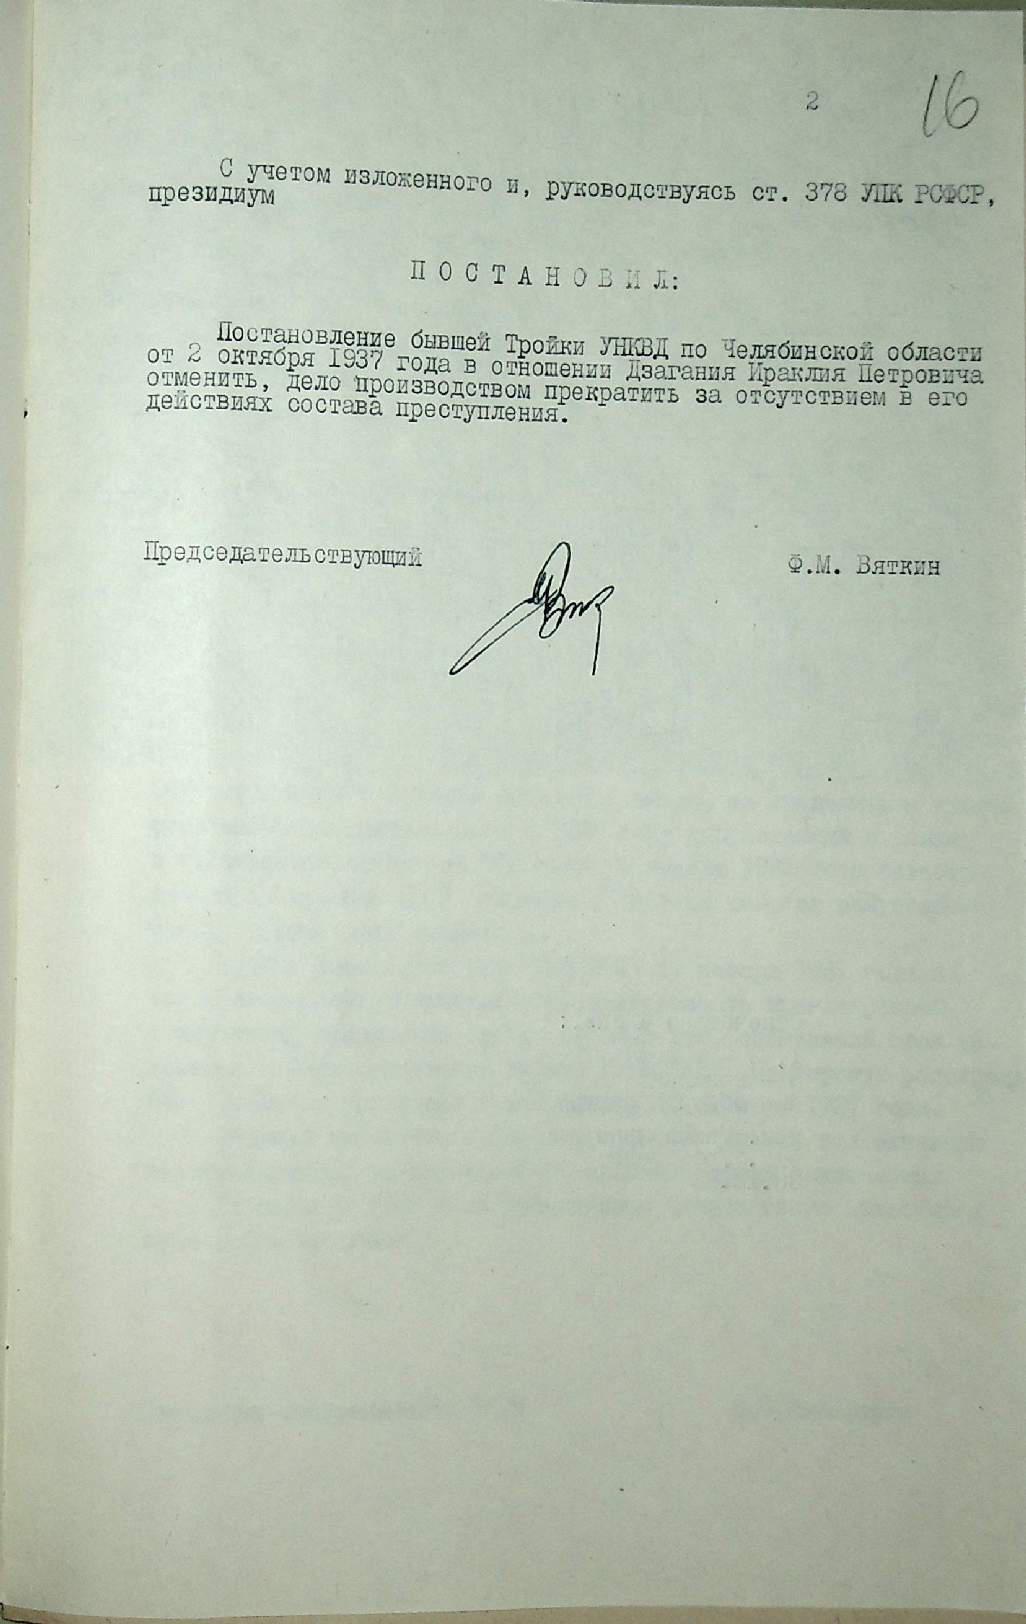 2
16
С учетом изложенного и, руководствуясь ст. 378 УПК РСФСР,
президиум
П О С Т А Н О В И Л:
Постановление бывшей Тройки УНКВД по Челябинской области
от 2 октября 1937 года в отношении Дзагания Ираклия Петровича
отменить, дело производством прекратить за отсутствием в его
действиях состава преступления.
Председательствующий
Ф.М. Вяткин